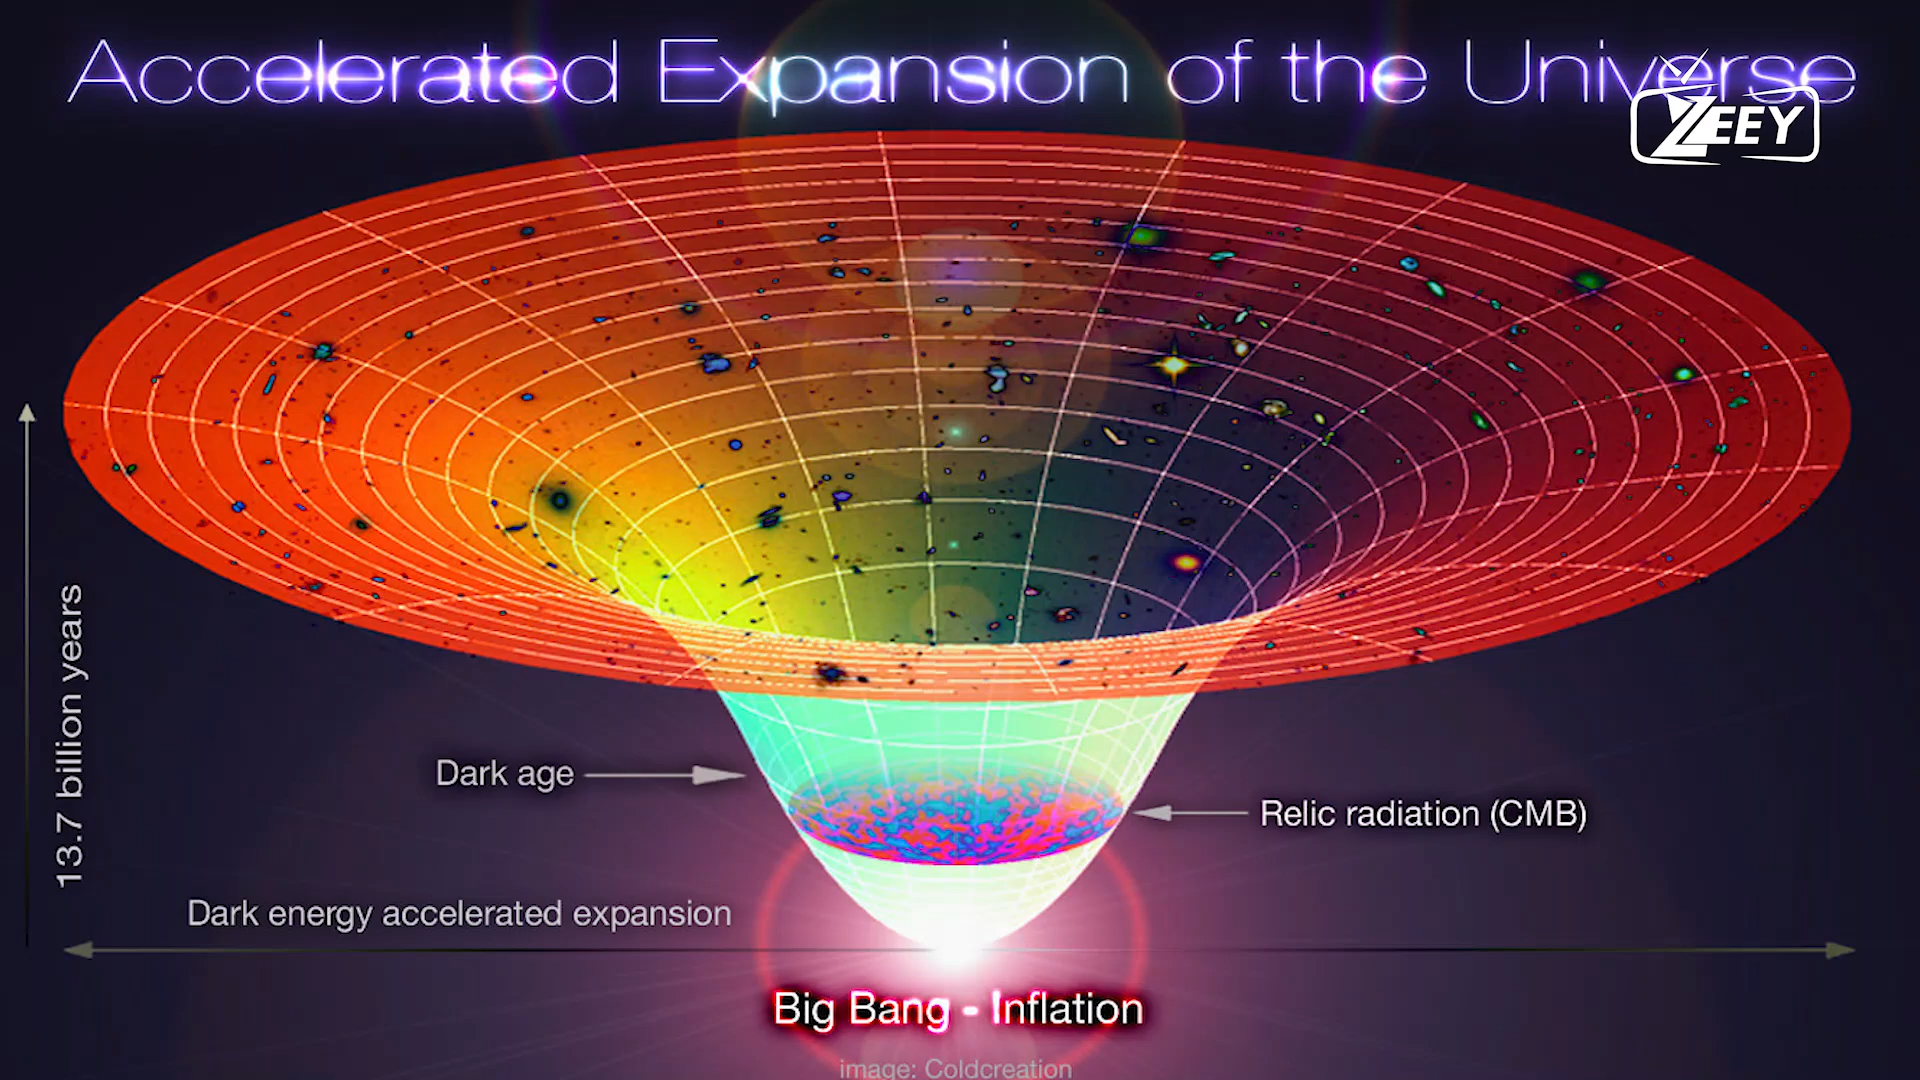 Accelerated Expansion of the Universe
ZEEY
13.7 billion years
Dark age
Relic radiation (CMB)
Dark energy accelerated expansion
Big Bang - Inflation
image: Coldcreation